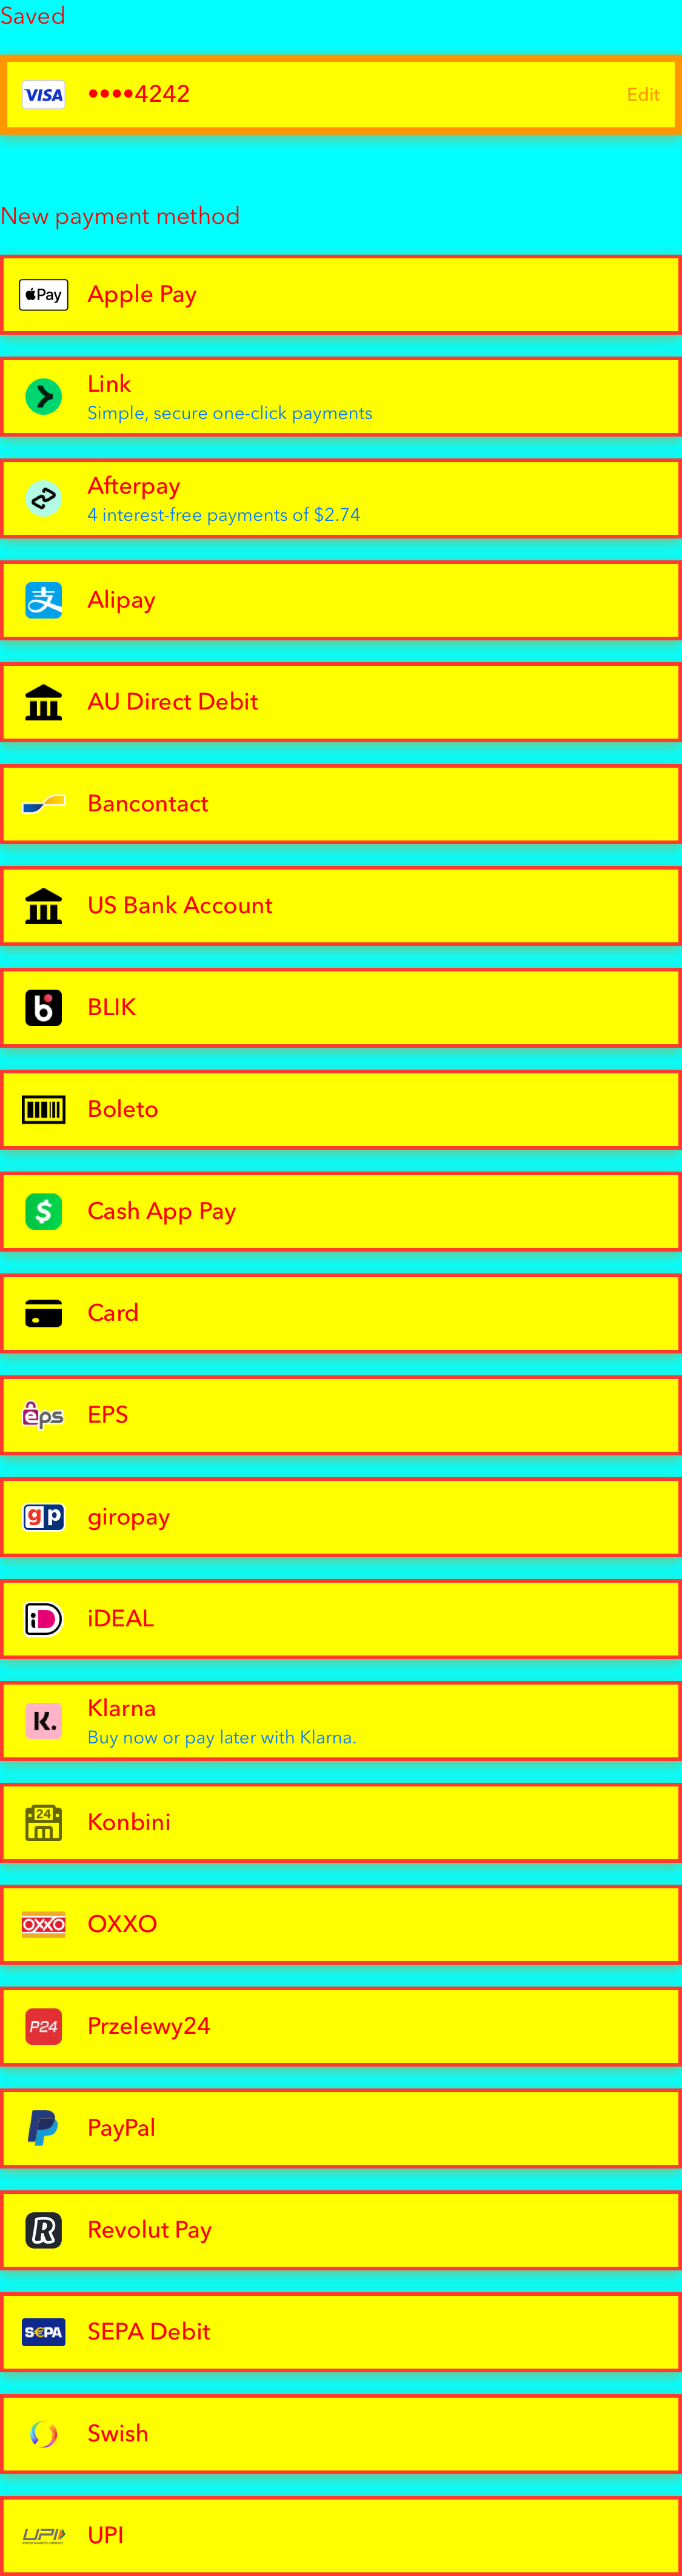 Saved
VISA ••••4242 Edit
New payment method
Pay Apple Pay
Link
Simple, secure one-click payments
Afterpay
4 interest-free payments of $2.74
支 Alipay
AU Direct Debit
Bancontact
US Bank Account
b BLIK
Boleto
$ Cash App Pay
Card
eps EPS
gp giropay
iD iDEAL
K. Klarna
Buy now or pay later with Klarna.
24 Konbini
OXXO OXXO
P24 Przelewy24
PayPal
R Revolut Pay
S€PA SEPA Debit
Swish
UPI UPI